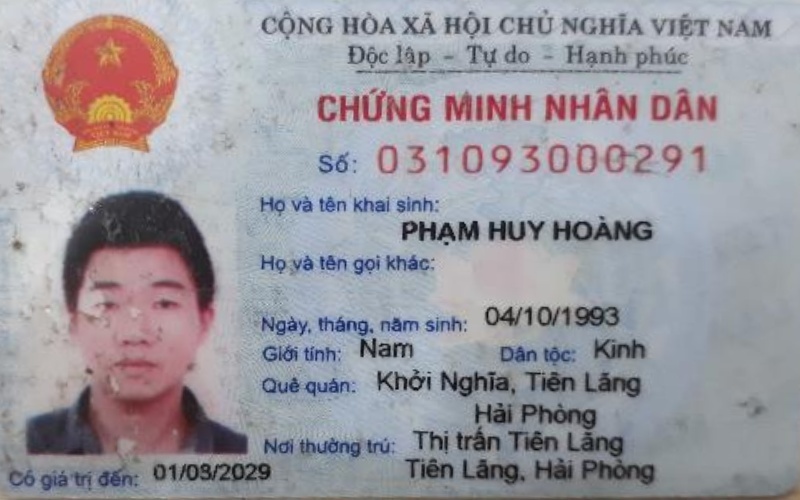 CỘNG HÒA XÃ HỘI CHỦ NGHĨA VIỆT NAM
Độc lập - Tự do - Hạnh phúc
CHỨNG MINH NHÂN DÂN
Số: 031093000291
Họ và tên khai sinh:
PHẠM HUY HOÀNG
Họ và tên gọi khác:
Ngày, tháng, năm sinh: 04/10/1993
Giới tính: Nam Dân tộc: Kinh
Quê quán: Khởi Nghĩa, Tiên Lãng
Hải Phòng
Nơi thường trú: Thị trấn Tiên Lãng
Tiên Lãng, Hải Phòng
Có giá trị đến: 01/03/2029